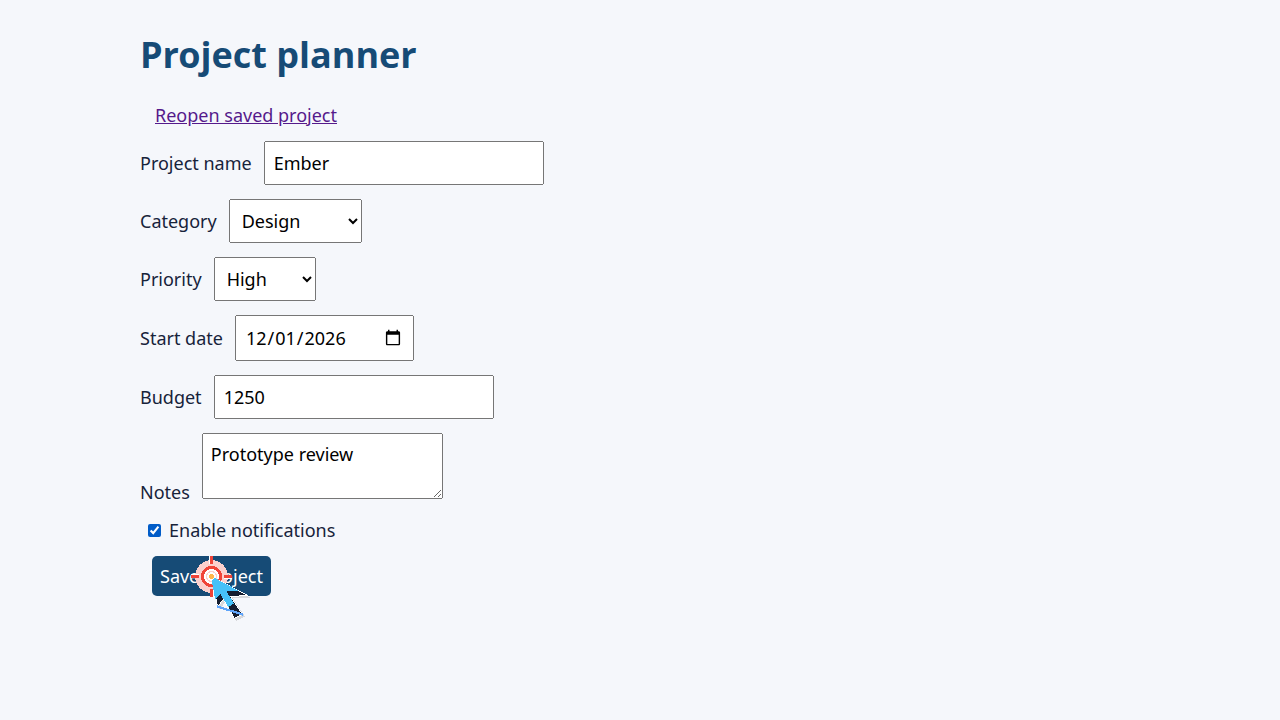 Project planner
Reopen saved project
Project name Ember
Category Design
Priority High
Start date 12/01/2026
Budget 1250
Prototype review
Notes
Enable notifications